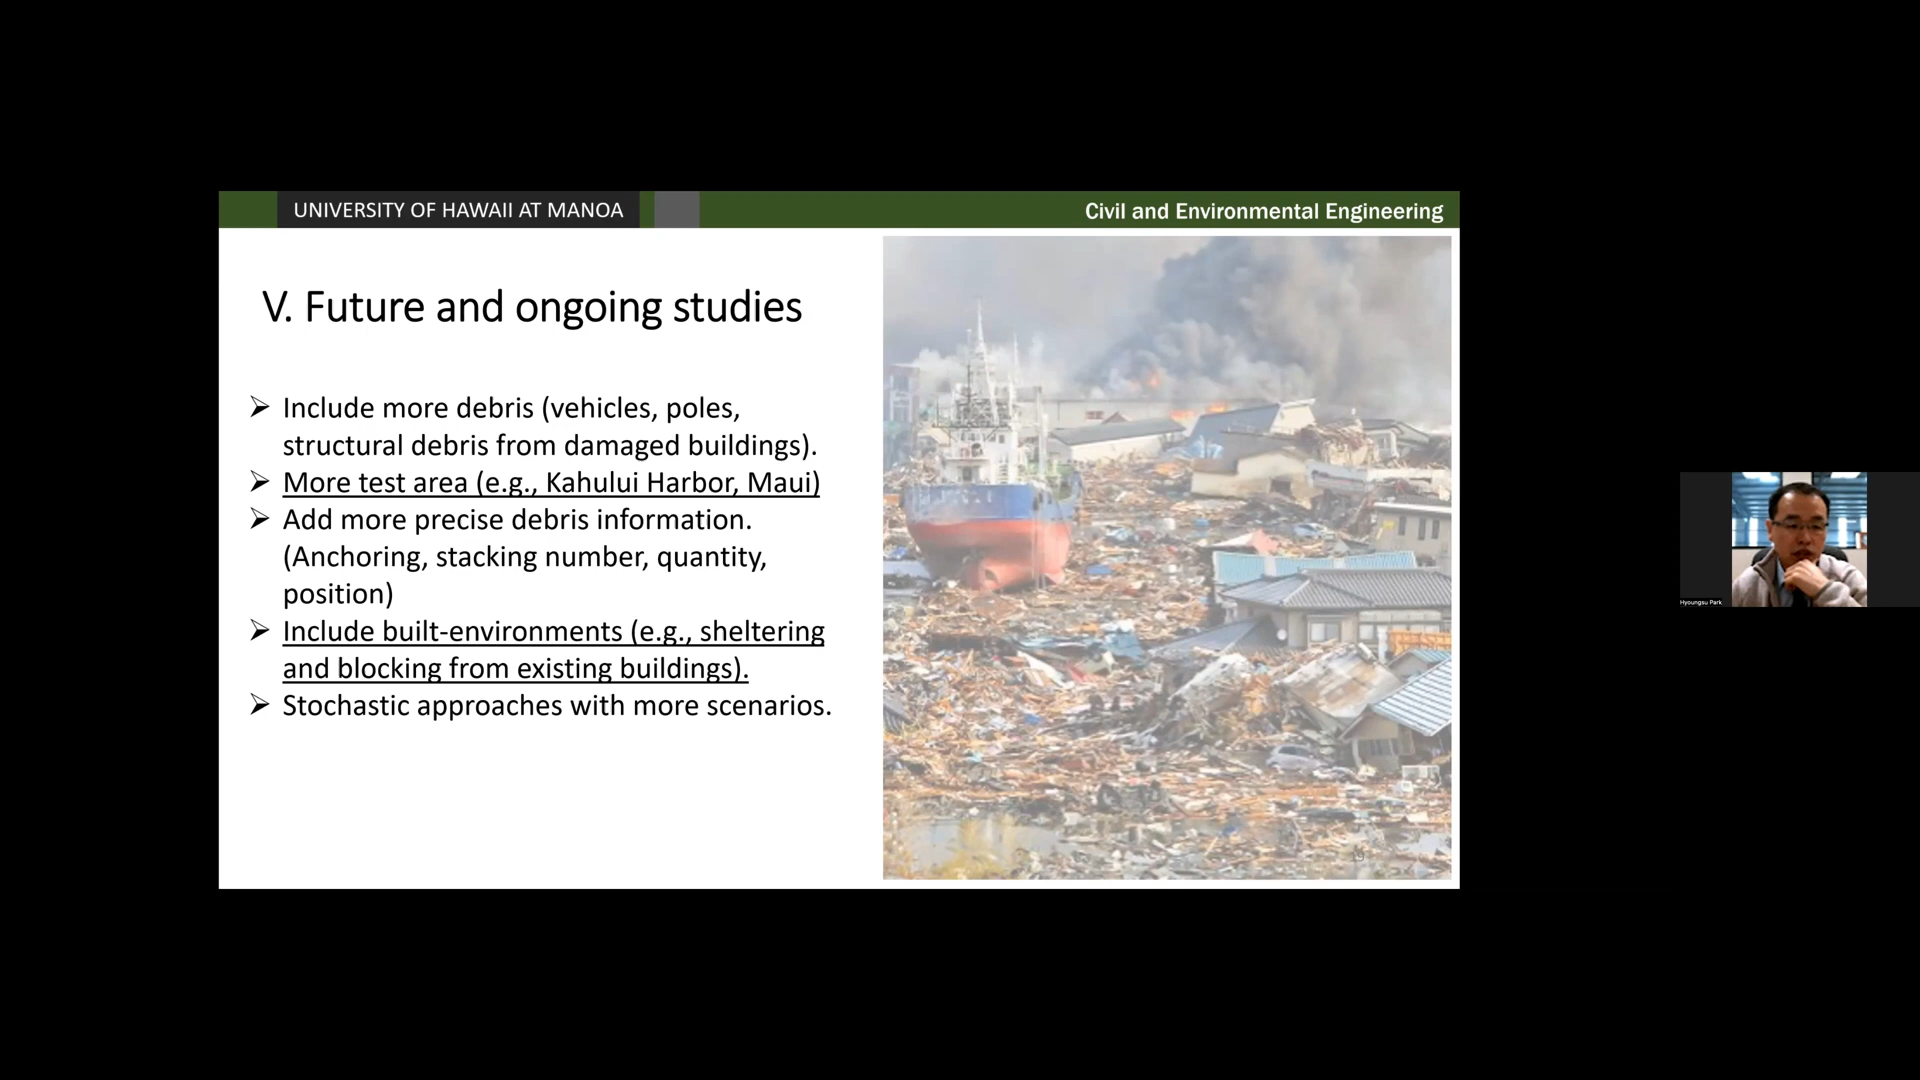 UNIVERSITY OF HAWAII AT MANOA
Civil and Environmental Engineering
V. Future and ongoing studies
➢ Include more debris (vehicles, poles,
structural debris from damaged buildings).
➢ More test area (e.g., Kahului Harbor, Maui)
➢ Add more precise debris information.
(Anchoring, stacking number, quantity,
position)
➢ Include built-environments (e.g., sheltering
and blocking from existing buildings).
➢ Stochastic approaches with more scenarios.
Hyoungsu Park